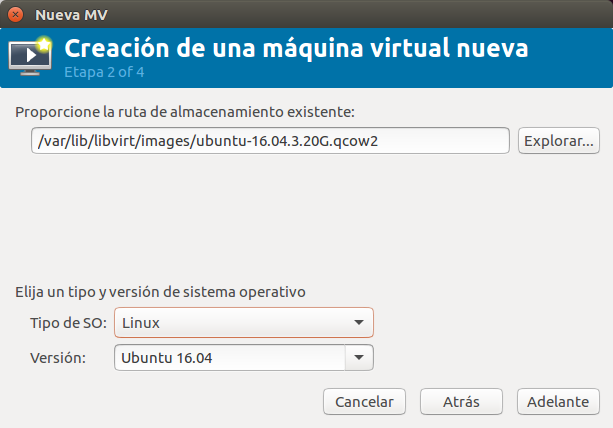 Nueva MV
Creación de una máquina virtual nueva
Etapa 2 of 4
Proporcione la ruta de almacenamiento existente:
/var/lib/libvirt/images/ubuntu-16.04.3.20G.qcow2 Explorar...
Elija un tipo y versión de sistema operativo
Tipo de SO: Linux
Versión: Ubuntu 16.04
Cancelar Atrás Adelante